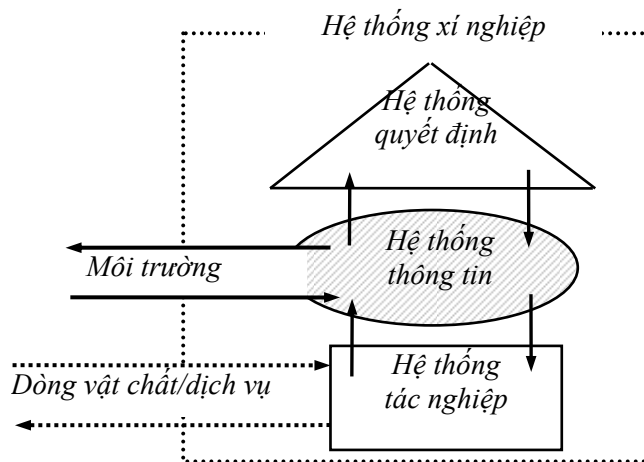 Hệ thống xí nghiệp
Hệ thống
quyết định
Hệ thống
thông tin
Môi trường
Hệ thống
tác nghiệp
Dòng vật chất/dịch vụ